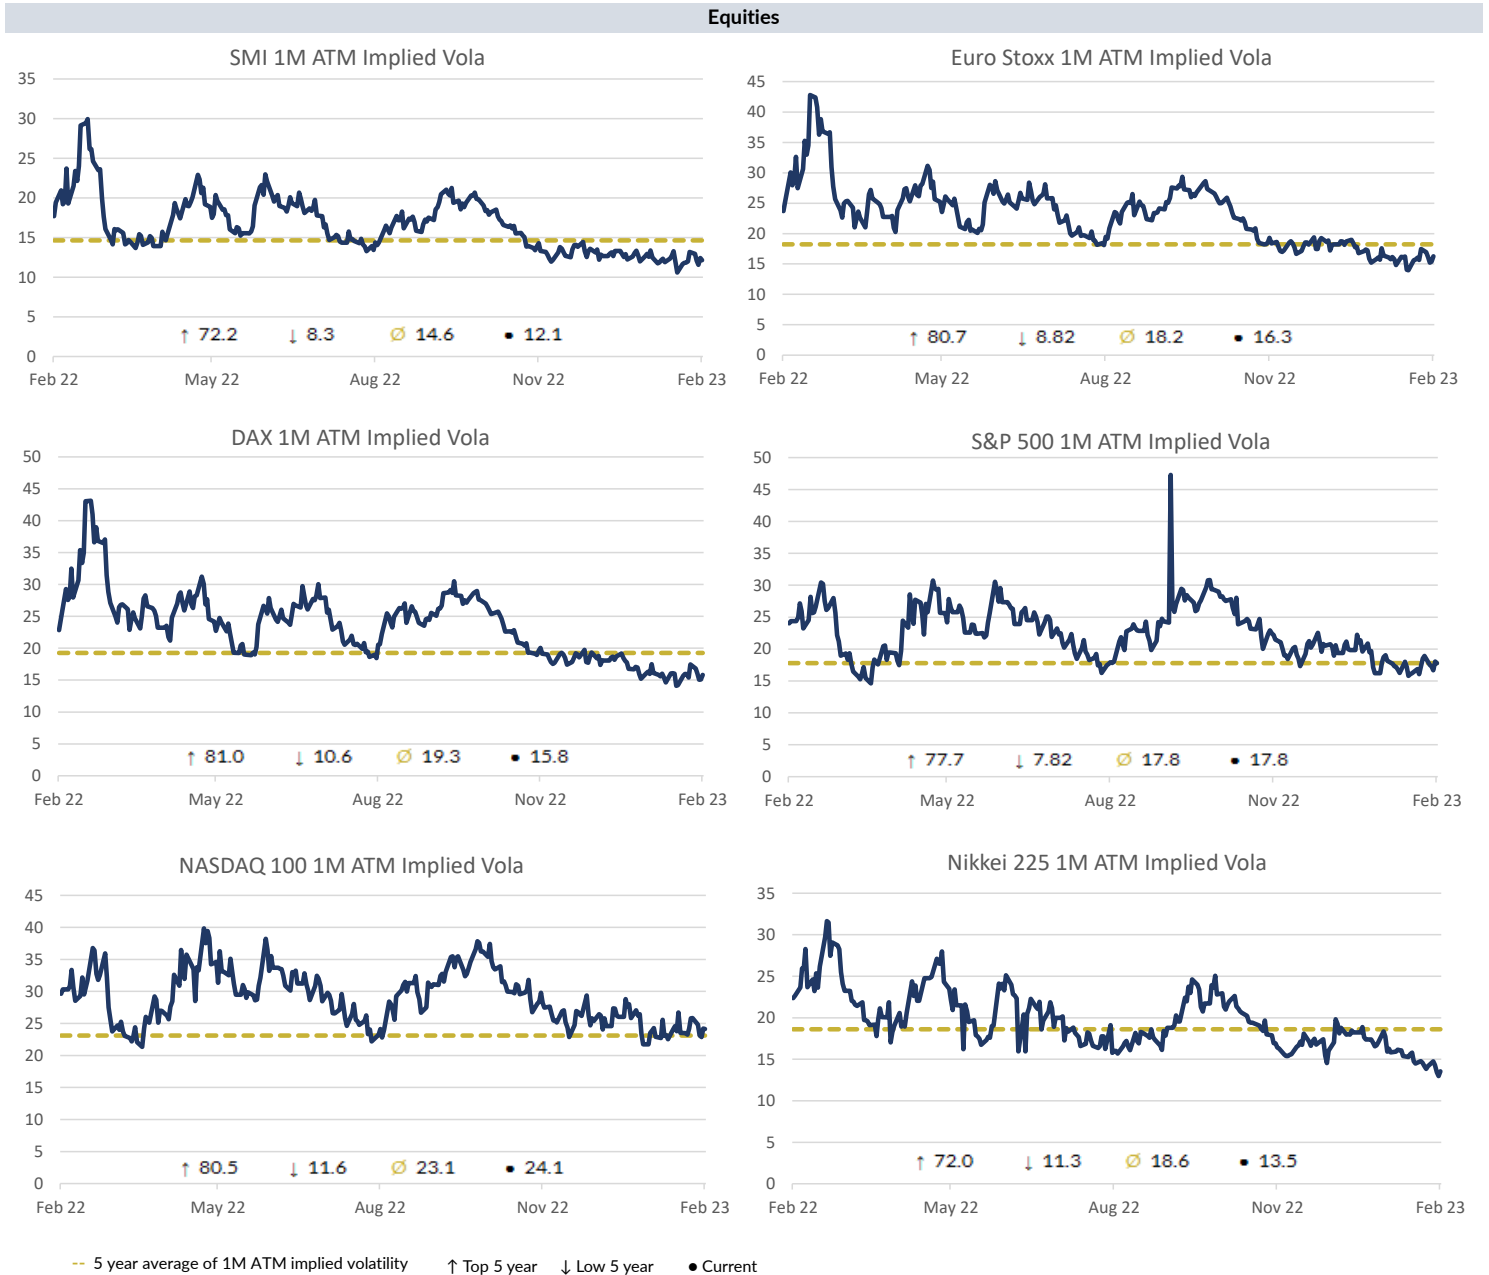 Equities
SMI 1M ATM Implied Vola
35
30
25
20
15
10
5
0
↑ 72.2 ↓ 8.3 Ø 14.6 • 12.1
Feb 22 May 22 Aug 22 Nov 22 Feb 23
Euro Stoxx 1M ATM Implied Vola
45
40
35
30
25
20
15
10
5
0
↑ 80.7 ↓ 8.82 Ø 18.2 • 16.3
Feb 22 May 22 Aug 22 Nov 22 Feb 23
DAX 1M ATM Implied Vola
50
45
40
35
30
25
20
15
10
5
0
↑ 81.0 ↓ 10.6 Ø 19.3 • 15.8
Feb 22 May 22 Aug 22 Nov 22 Feb 23
S&P 500 1M ATM Implied Vola
50
45
40
35
30
25
20
15
10
5
0
↑ 77.7 ↓ 7.82 Ø 17.8 • 17.8
Feb 22 May 22 Aug 22 Nov 22 Feb 23
NASDAQ 100 1M ATM Implied Vola
45
40
35
30
25
20
15
10
5
0
↑ 80.5 ↓ 11.6 Ø 23.1 • 24.1
Feb 22 May 22 Aug 22 Nov 22 Feb 23
Nikkei 225 1M ATM Implied Vola
35
30
25
20
15
10
5
0
↑ 72.0 ↓ 11.3 Ø 18.6 • 13.5
Feb 22 May 22 Aug 22 Nov 22 Feb 23
-- 5 year average of 1M ATM implied volatility ↑ Top 5 year ↓ Low 5 year • Current